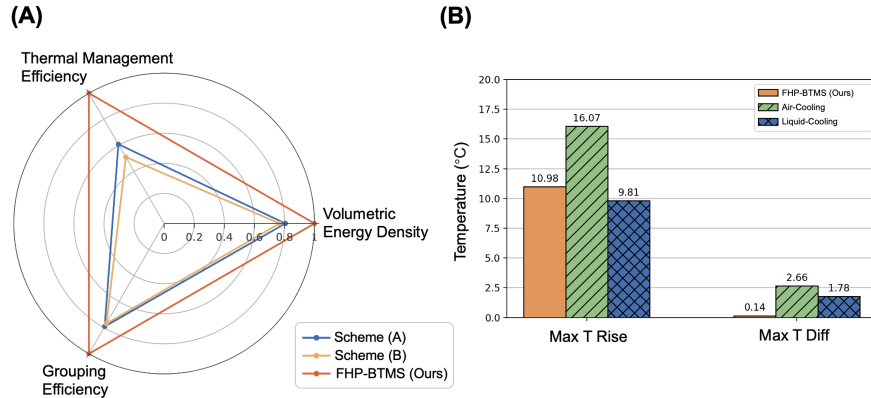 (A)
Thermal Management
Efficiency
Volumetric
Energy Density
0 0.2 0.4 0.6 0.8 1
Grouping
Efficiency
Scheme (A)
Scheme (B)
FHP-BTMS (Ours)
(B)
Temperature (°C)
20.0
17.5
15.0
12.5
10.0
7.5
5.0
2.5
0.0
FHP-BTMS (Ours)
Air-Cooling
Liquid-Cooling
10.98
16.07
9.81
0.14
2.66
1.78
Max T Rise
Max T Diff